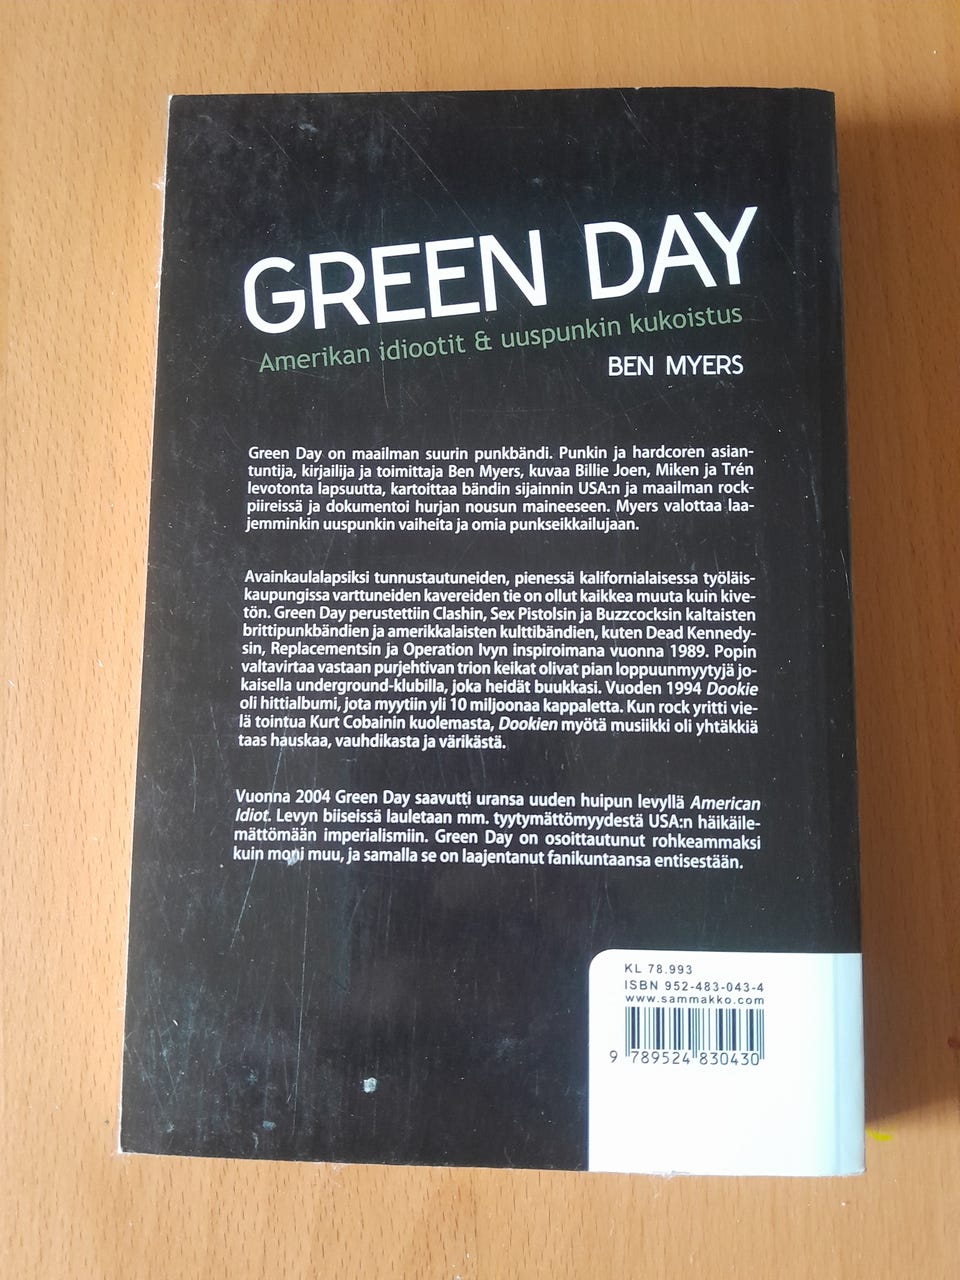 GREEN DAY
Amerikan idiootit & uuspunkin kukoistus
BEN MYERS
Green Day on maailman suurin punkbändi. Punkin ja hardcoren asian-
tuntija, kirjailija ja toimittaja Ben Myers, kuvaa Billie Joen, Miken ja Trén
levotonta lapsuutta, kartoittaa bändin sijainnin USA:n ja maailman rock-
piireissä ja dokumentoi hurjan nousun maineeseen. Myers valottaa laa-
jemminkin uuspunkin vaiheita ja omia punkseikkailujaan.
Avainkaulalapsiksi tunnustautuneiden, pienessä kalifornialaisessa työläis-
kaupungissa varttuneiden kavereiden tie on ollut kaikkea muuta kuin kive-
tön. Green Day perustettiin Clashin, Sex Pistolsin ja Buzzcocksin kaltaisten
brittipunkbändien ja amerikkalaisten kulttibändien, kuten Dead Kennedy-
sin, Replacementsin ja Operation Ivyn inspiroimana vuonna 1989. Popin
valtavirtaa vastaan purjehtivan trion keikat olivat pian loppuunmyytyjä jo-
kaisella underground-klubilla, joka heidät buukkasi. Vuoden 1994 Dookie
oli hittialbumi, jota myytiin yli 10 miljoonaa kappaletta. Kun rock yritti vie-
lä tointua Kurt Cobainin kuolemasta, Dookien myötä musiikki oli yhtäkkiä
taas hauskaa, vauhdikasta ja värikästä.
Vuonna 2004 Green Day saavutti uransa uuden huipun levyllä American
Idiot. Levyn biiseissä lauletaan mm. tyytymättömyydestä USA:n häikäile-
mättömään imperialismiin. Green Day on osoittautunut rohkeammaksi
kuin moni muu, ja samalla se on laajentanut fanikuntaansa entisestään.
KL 78.993
ISBN 952-483-043-4
www.sammakko.com
9 789524 830430